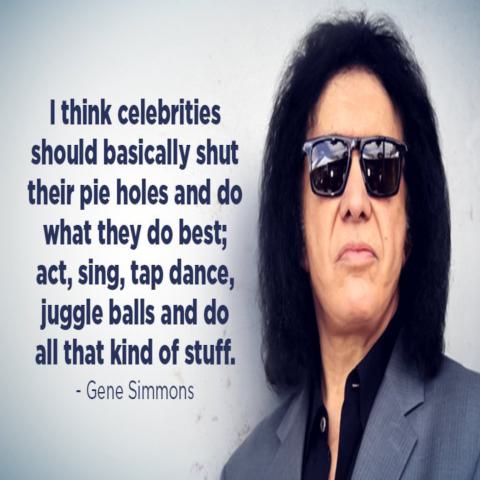 I think celebrities
should basically shut
their pie holes and do
what they do best;
act, sing, tap dance,
juggle balls and do
all that kind of stuff.
- Gene Simmons